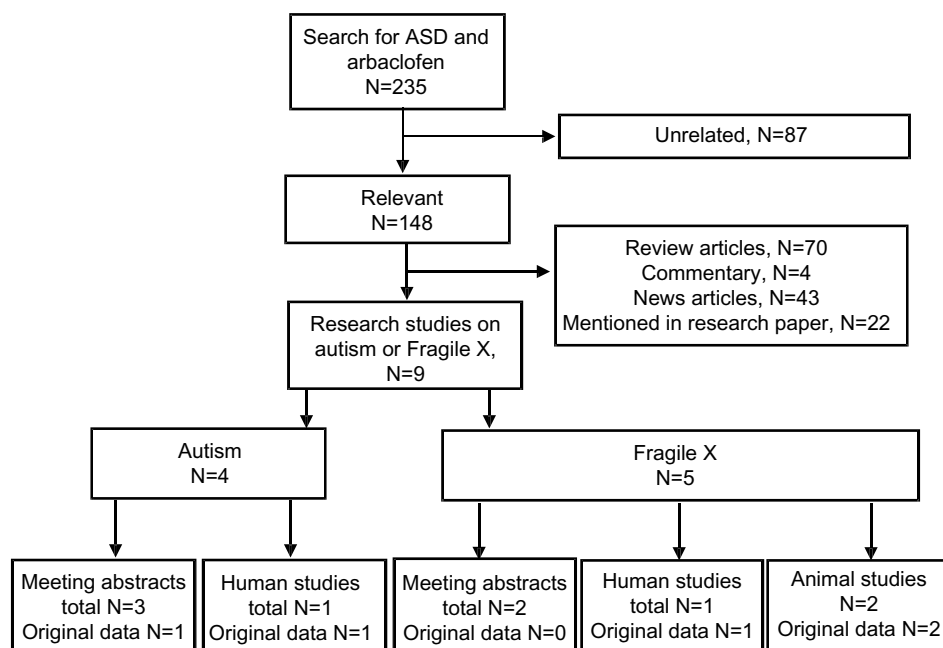 Search for ASD and
arbaclofen
N=235
Unrelated, N=87
Relevant
N=148
Review articles, N=70
Commentary, N=4
News articles, N=43
Mentioned in research paper, N=22
Research studies on
autism or Fragile X,
N=9
Autism
N=4
Fragile X
N=5
Meeting abstracts
total N=3
Original data N=1
Human studies
total N=1
Original data N=1
Meeting abstracts
total N=2
Original data N=0
Human studies
total N=1
Original data N=1
Animal studies
N=2
Original data N=2